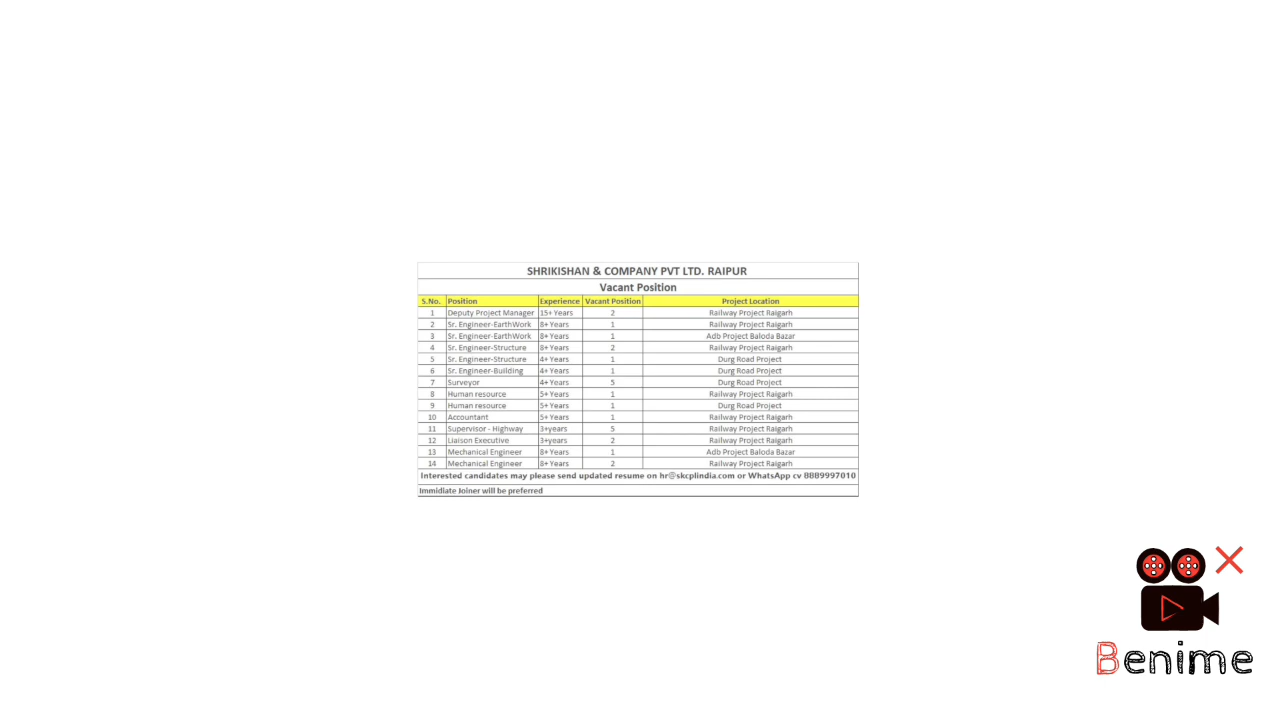 SHRIKISHAN & COMPANY PVT LTD. RAIPUR
Vacant Position
S.No. Position Experience Vacant Position Project Location
1 Deputy Project Manager 15+ Years 2 Railway Project Raigarh
2 Sr. Engineer-EarthWork 8+ Years 1 Railway Project Raigarh
3 Sr. Engineer-EarthWork 8+ Years 1 Adb Project Baloda Bazar
4 Sr. Engineer-Structure 8+ Years 2 Railway Project Raigarh
5 Sr. Engineer-Structure 4+ Years 1 Durg Road Project
6 Sr. Engineer-Building 4+ Years 1 Durg Road Project
7 Surveyor 4+ Years 5 Durg Road Project
8 Human resource 5+ Years 1 Railway Project Raigarh
9 Human resource 5+ Years 1 Durg Road Project
10 Accountant 5+ Years 1 Railway Project Raigarh
11 Supervisor - Highway 3+years 5 Railway Project Raigarh
12 Liaison Executive 3+years 2 Railway Project Raigarh
13 Mechanical Engineer 8+ Years 1 Adb Project Baloda Bazar
14 Mechanical Engineer 8+ Years 2 Railway Project Raigarh
Interested candidates may please send updated resume on hr@skcplindia.com or WhatsApp cv 8889997010
Immidiate Joiner will be preferred
Benime